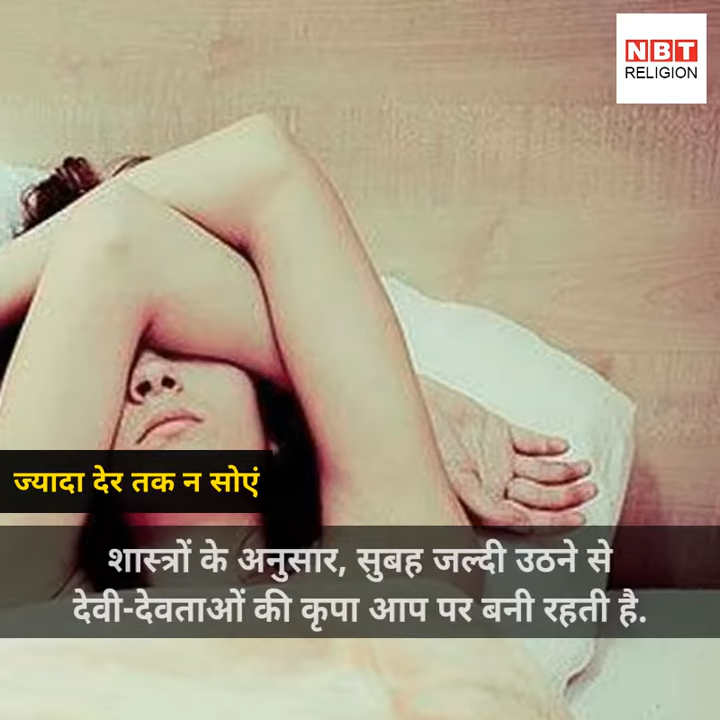 NBT
RELIGION
ज्यादा देर तक न सोएं
शास्त्रों के अनुसार, सुबह जल्दी उठने से
देवी-देवताओं की कृपा आप पर बनी रहती है.